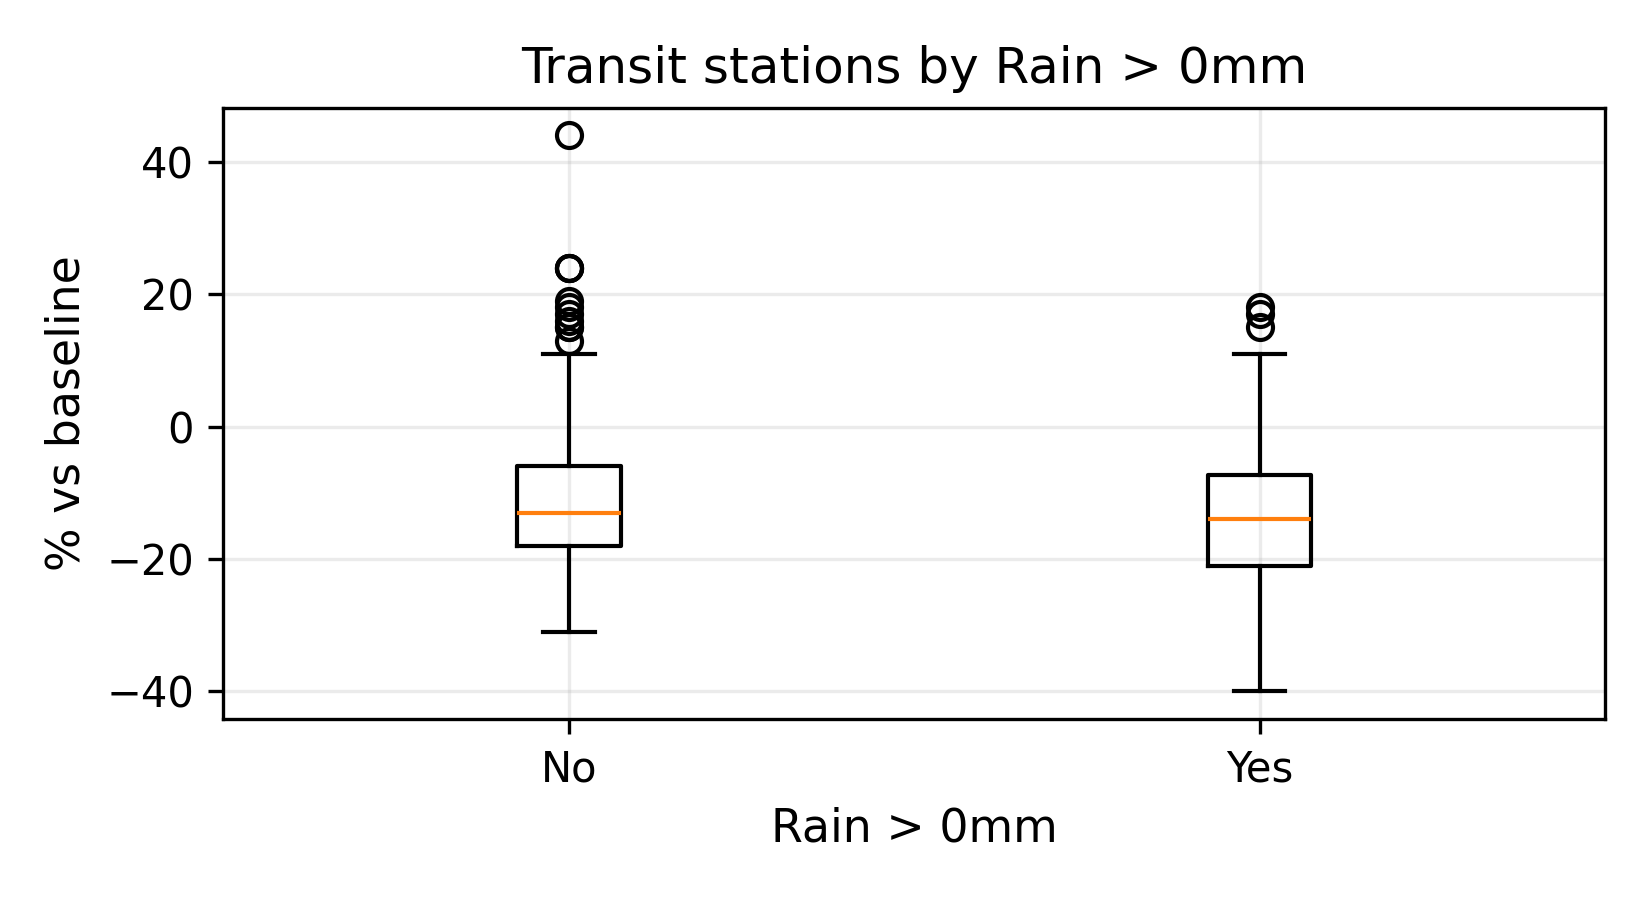 Transit stations by Rain > 0mm
% vs baseline
40
20
0
−20
−40
No
Yes
Rain > 0mm